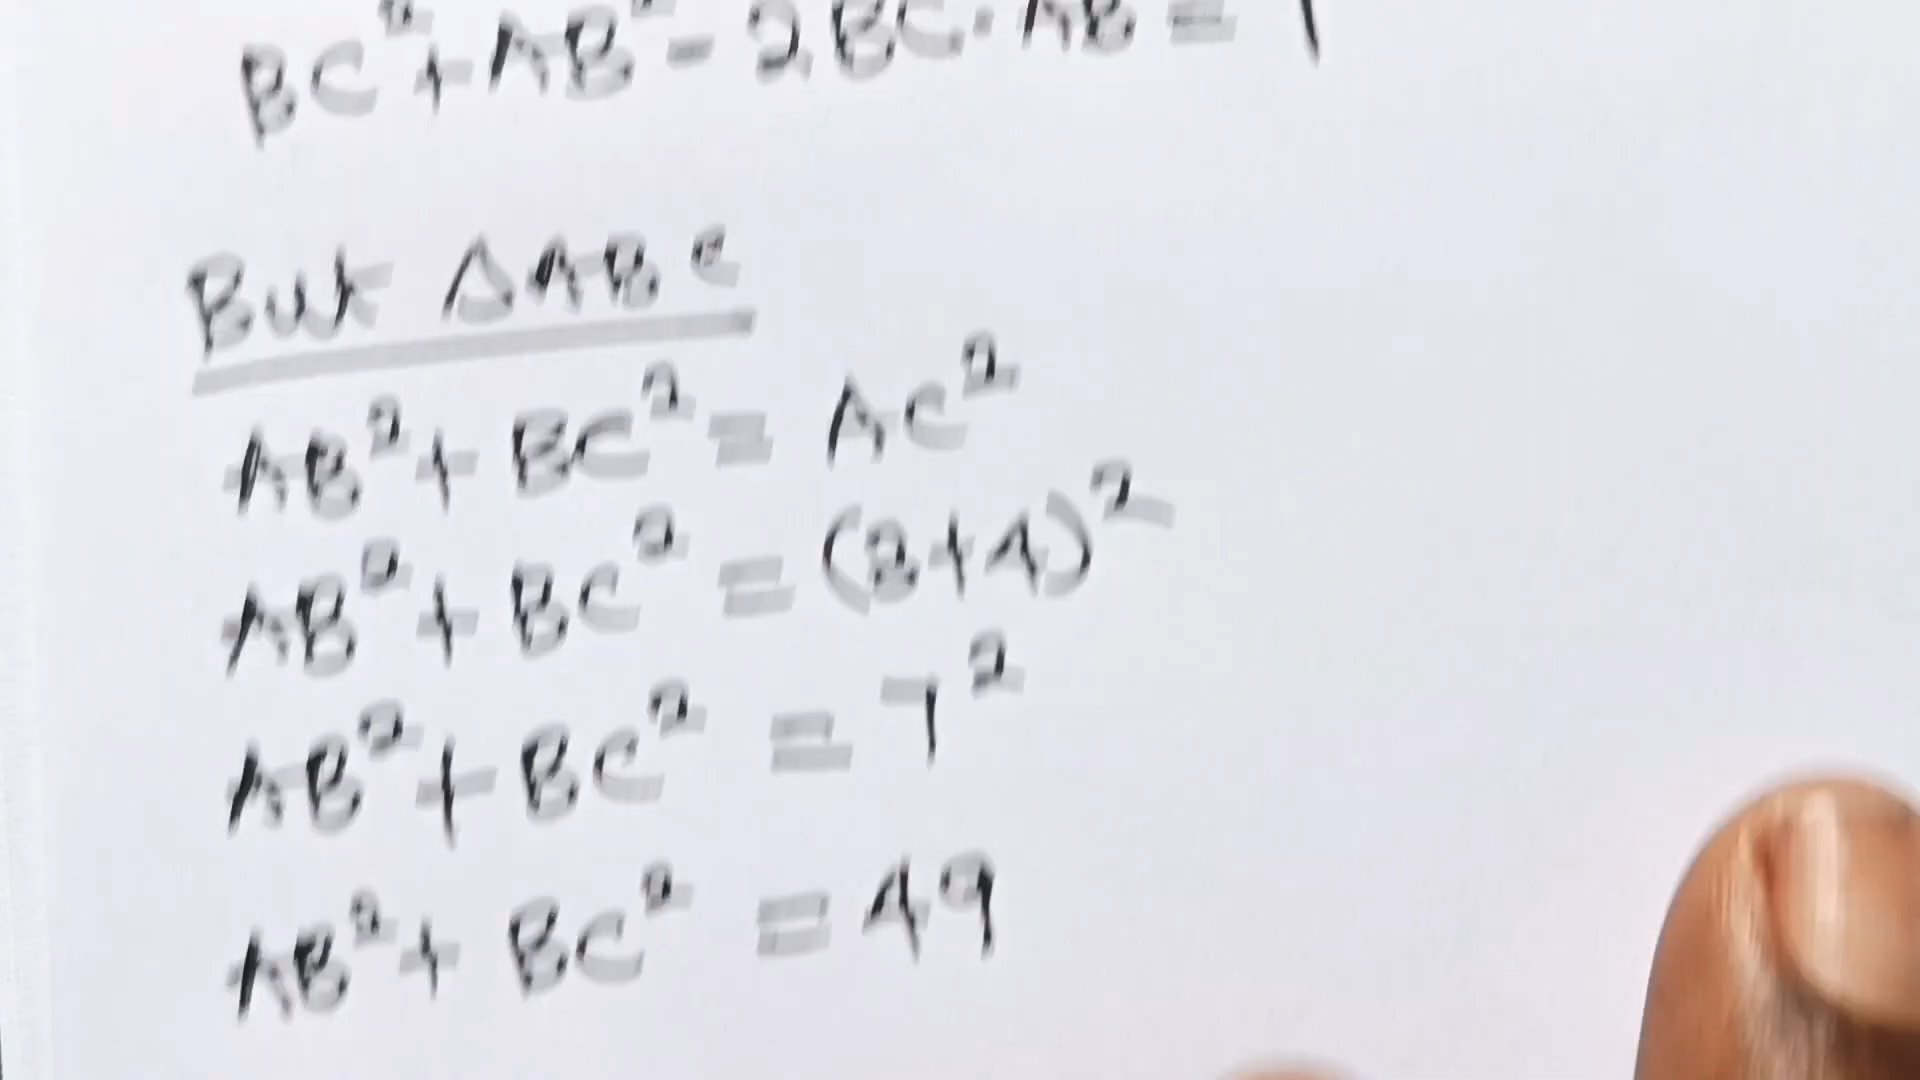 BC²+AB²-2BC·AB=1
But ΔABC
AB²+BC²=AC²
AB²+BC²=(3+4)²
AB²+BC²=7²
AB²+BC²=49